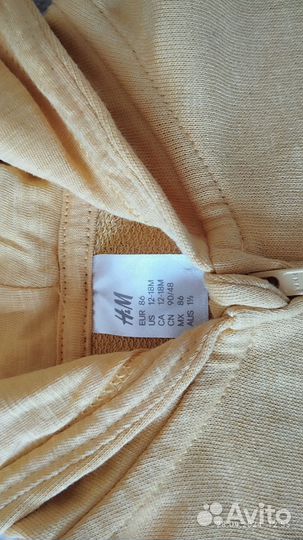 H&M
EUR 86
US 12-18M
CA 12-18M
CN 90/48
MX 86
AUS 1½
Avito